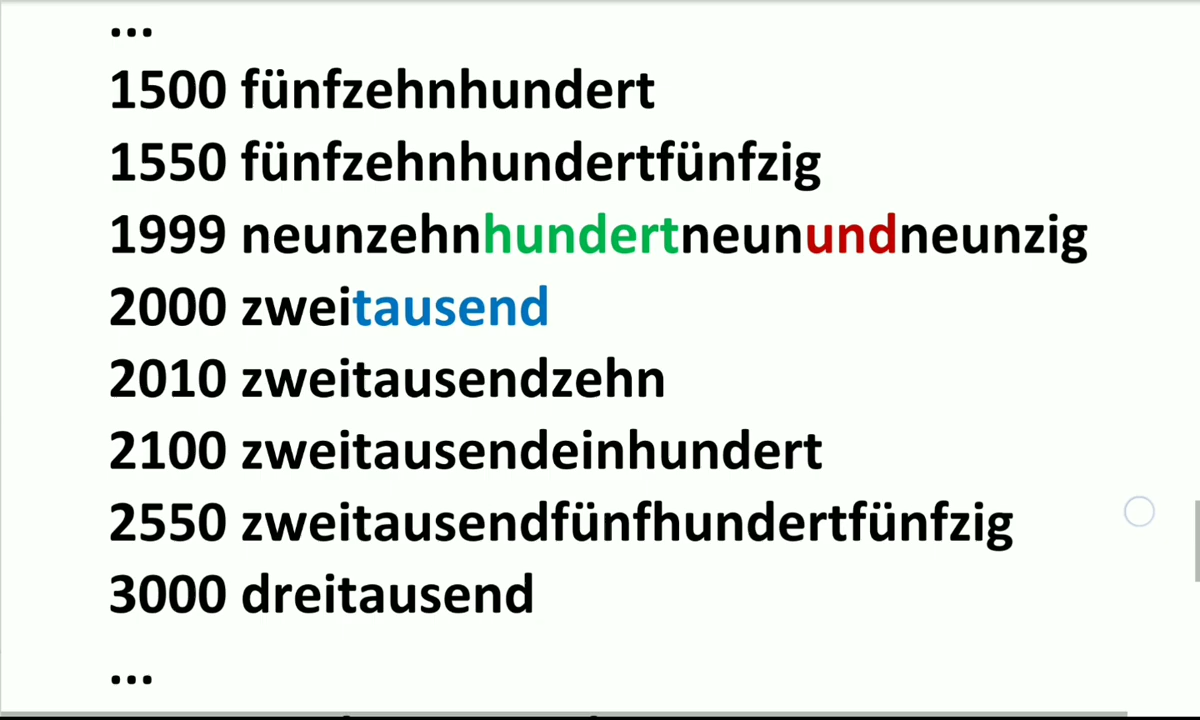 ...
1500 fünfzehnhundert
1550 fünfzehnhundertfünfzig
1999 neunzehnhundertneunundneunzig
2000 zweitausend
2010 zweitausendzehn
2100 zweitausendeinhundert
2550 zweitausendfünfhundertfünfzig
3000 dreitausend
...